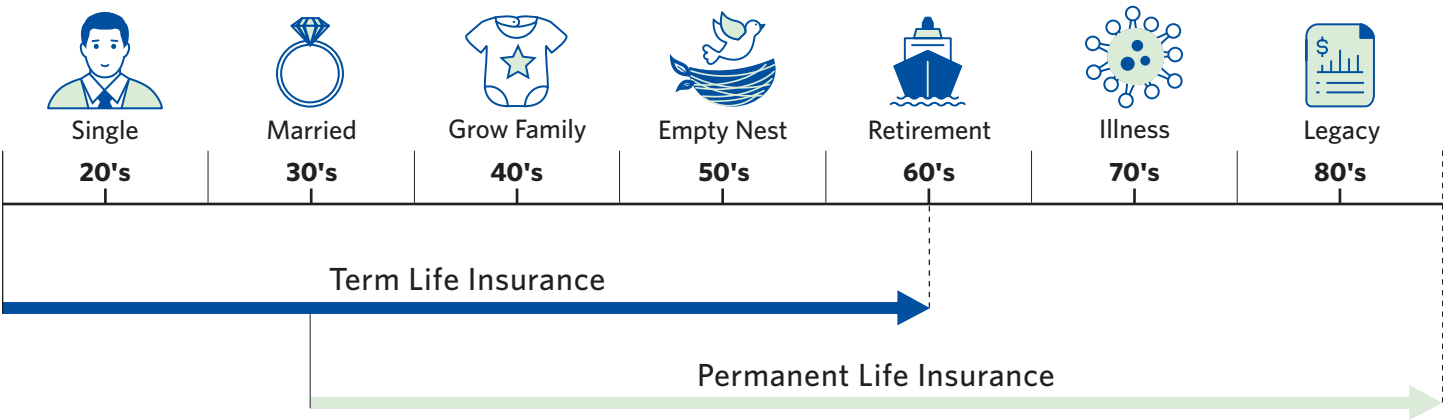 Single Married Grow Family Empty Nest Retirement Illness Legacy
20's 30's 40's 50's 60's 70's 80's
Term Life Insurance
Permanent Life Insurance
$